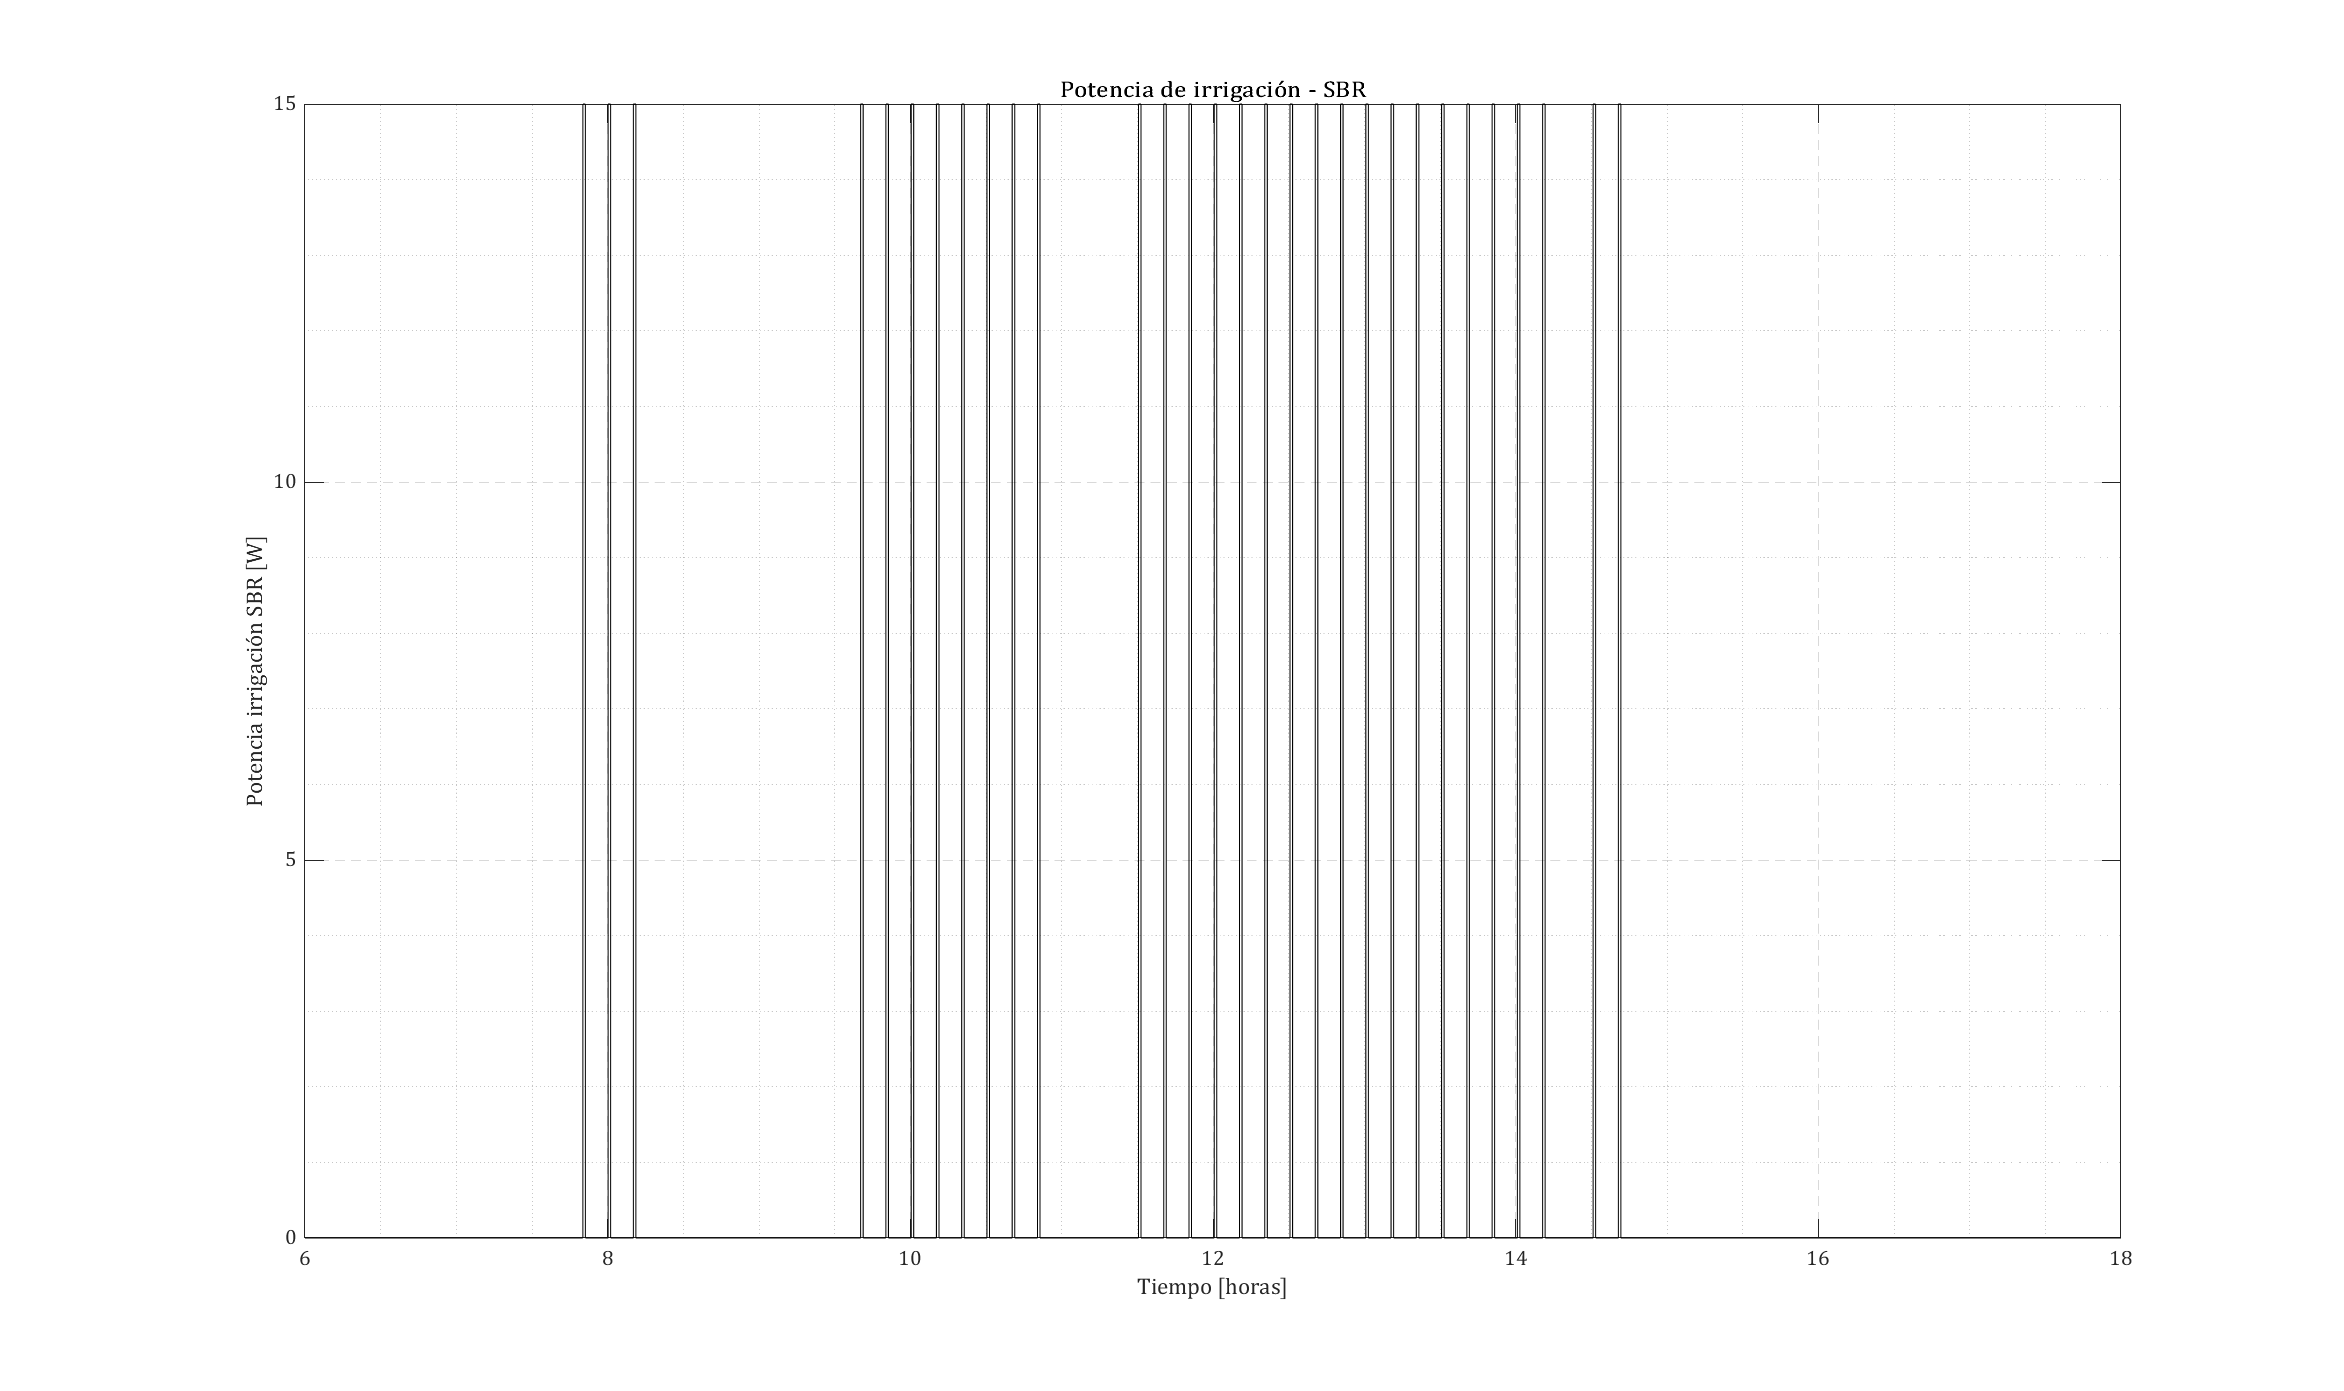 Potencia de irrigación - SBR
15
10
5
0
Potencia irrigación SBR [W]
6 8 10 12 14 16 18
Tiempo [horas]